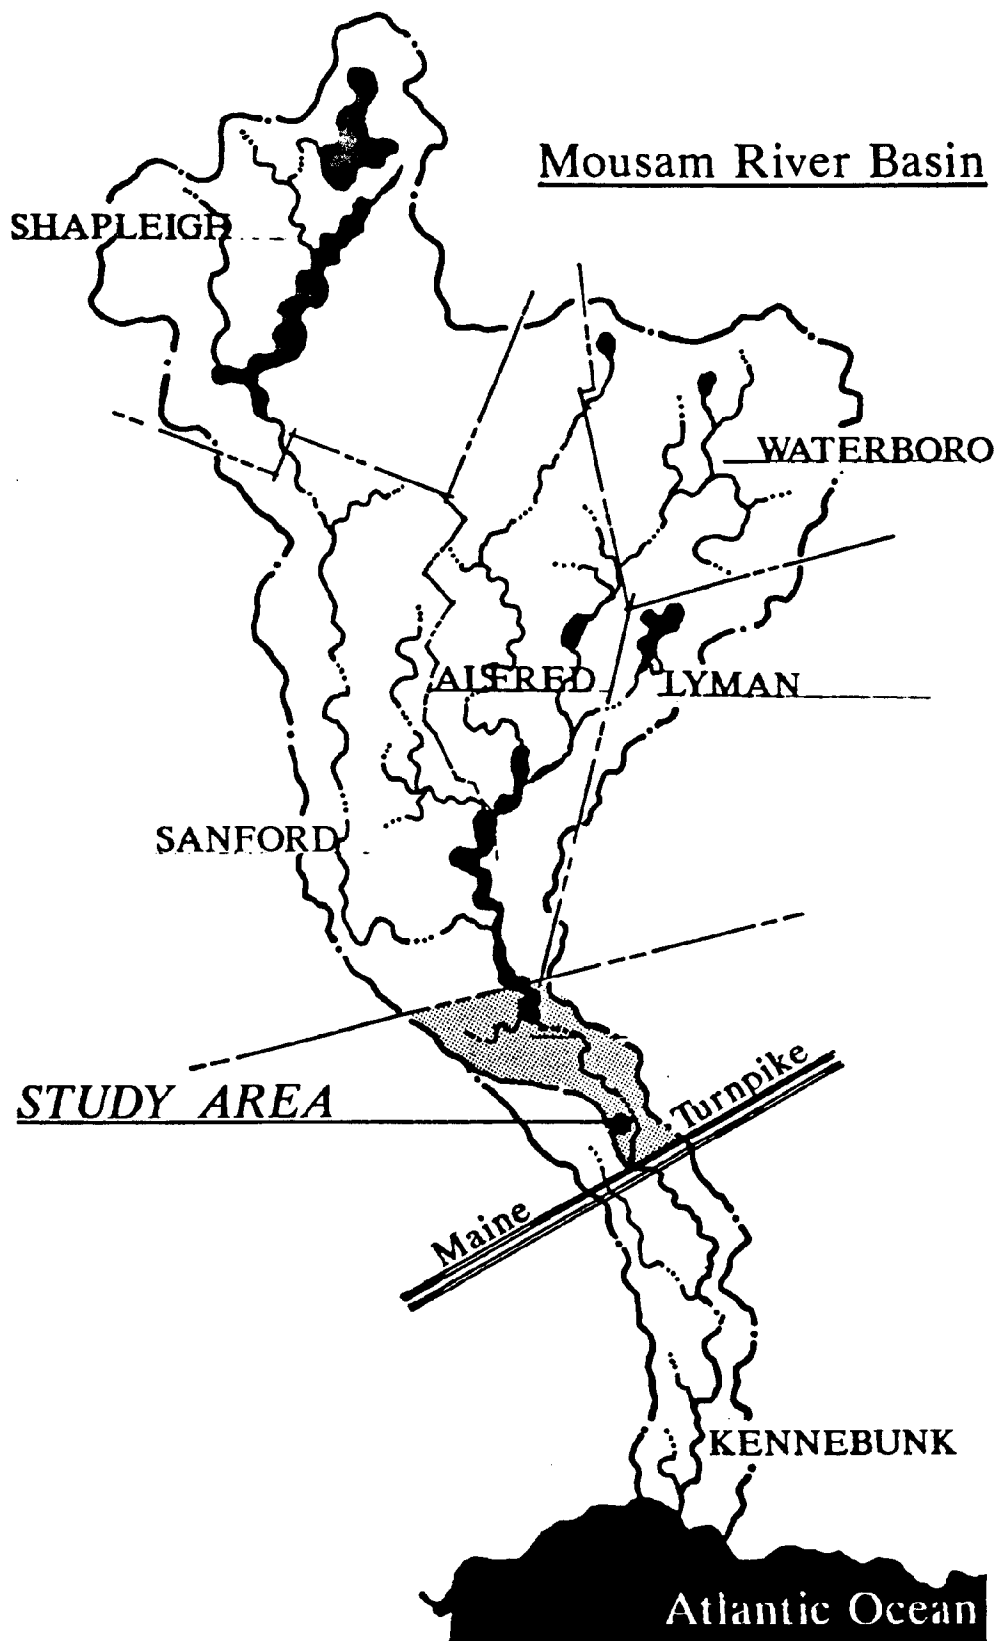 Mousam River Basin
SHAPLEIGH
WATERBORO
ALFRED
LYMAN
SANFORD
STUDY AREA
Turnpike
Maine
KENNEBUNK
Atlantic Ocean